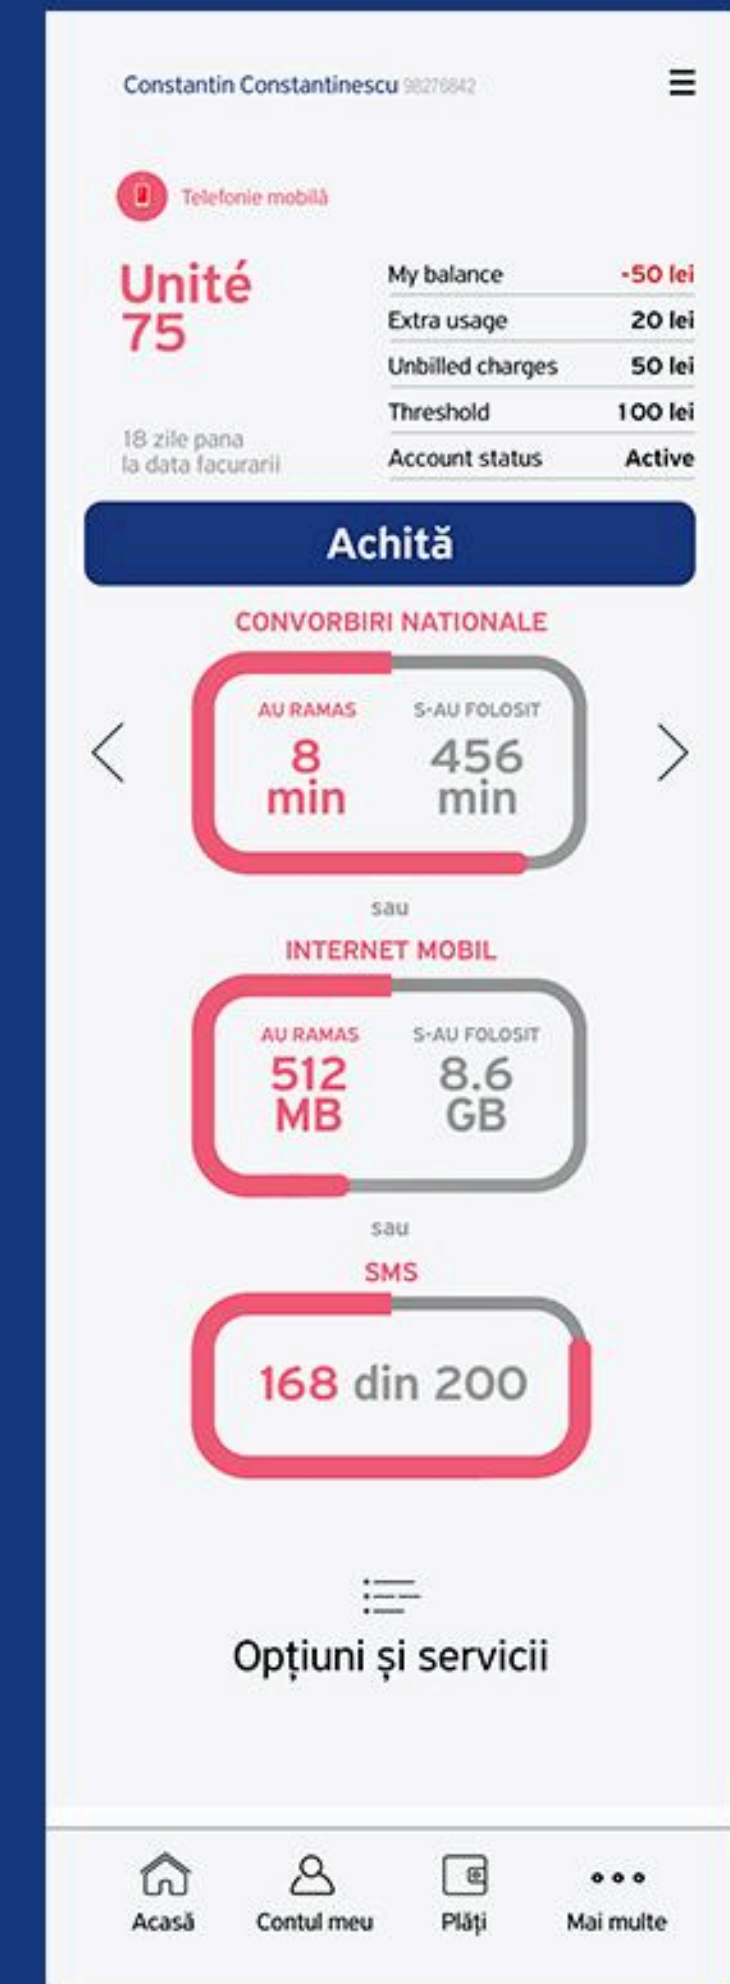 Constantin Constantinescu 98276842
Telefonie mobilă
Unité
75
18 zile pana
la data facurarii
My balance -50 lei
Extra usage 20 lei
Unbilled charges 50 lei
Threshold 100 lei
Account status Active
Achită
CONVORBIRI NATIONALE
AU RAMAS S-AU FOLOSIT
8 456
min min
sau
INTERNET MOBIL
AU RAMAS S-AU FOLOSIT
512 8.6
MB GB
sau
SMS
168 din 200
Opțiuni și servicii
Acasă Contul meu Plăți Mai multe